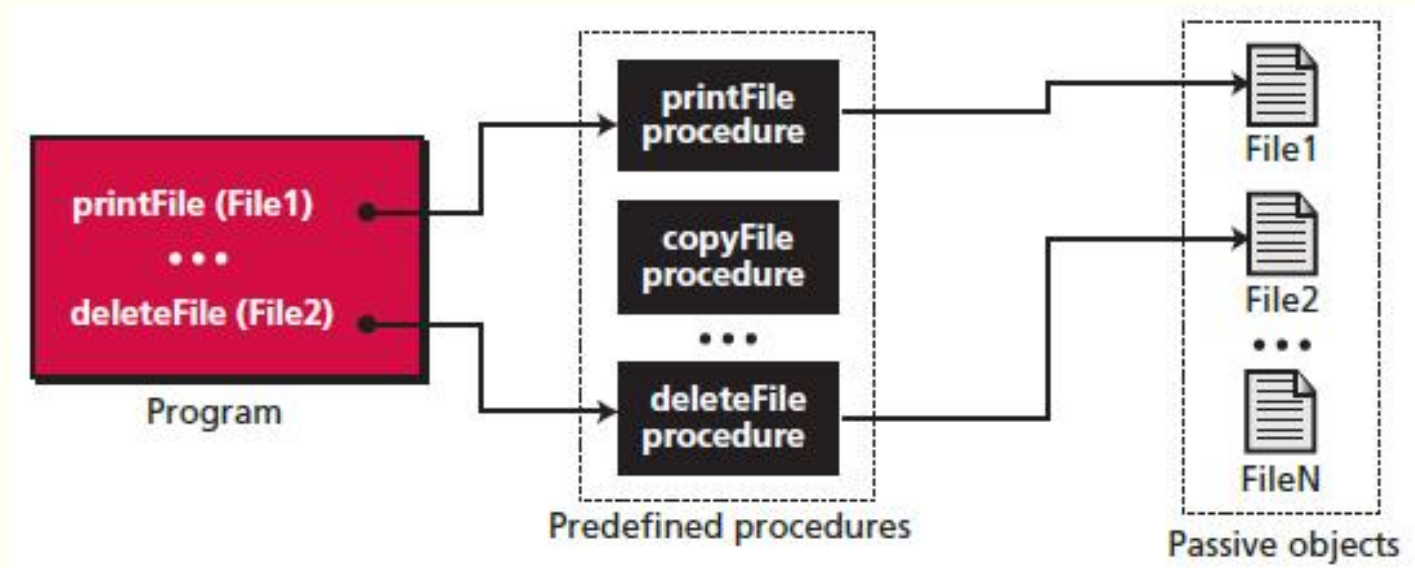 printFile (File1)
•••
deleteFile (File2)
Program
printFile
procedure
copyFile
procedure
•••
deleteFile
procedure
Predefined procedures
File1
File2
•••
FileN
Passive objects